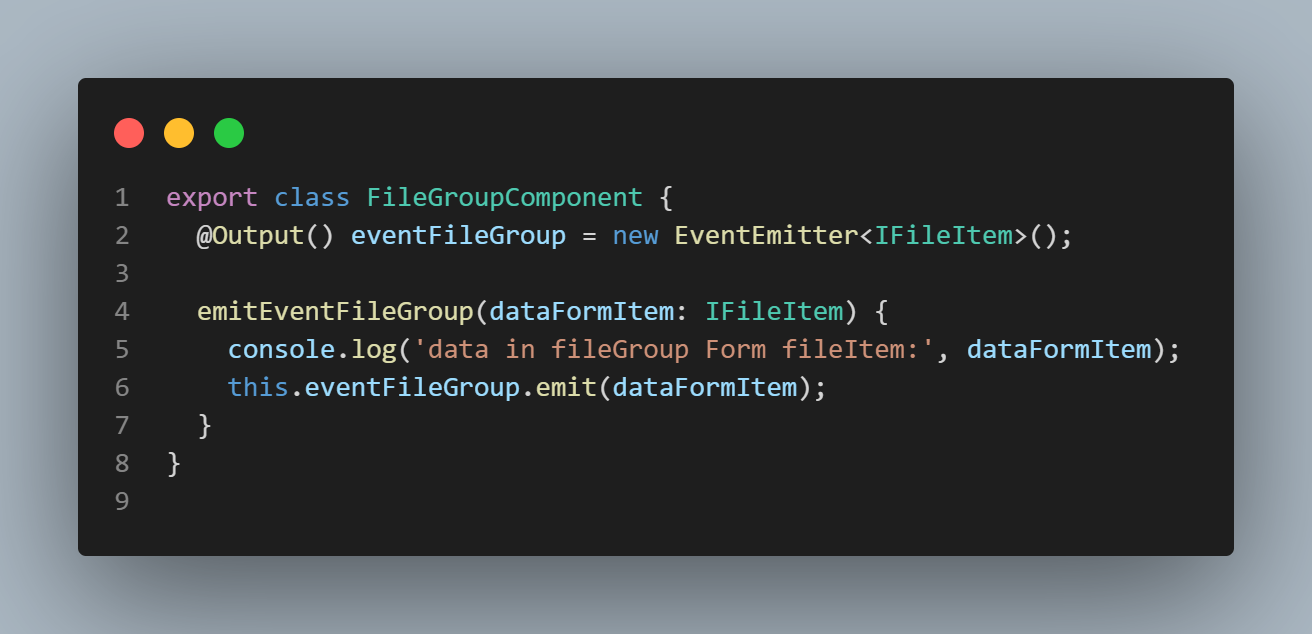 1 export class FileGroupComponent {
2   @Output() eventFileGroup = new EventEmitter<IFileItem>();
3
4   emitEventFileGroup(dataFormItem: IFileItem) {
5     console.log('data in fileGroup Form fileItem:', dataFormItem);
6     this.eventFileGroup.emit(dataFormItem);
7   }
8 }
9